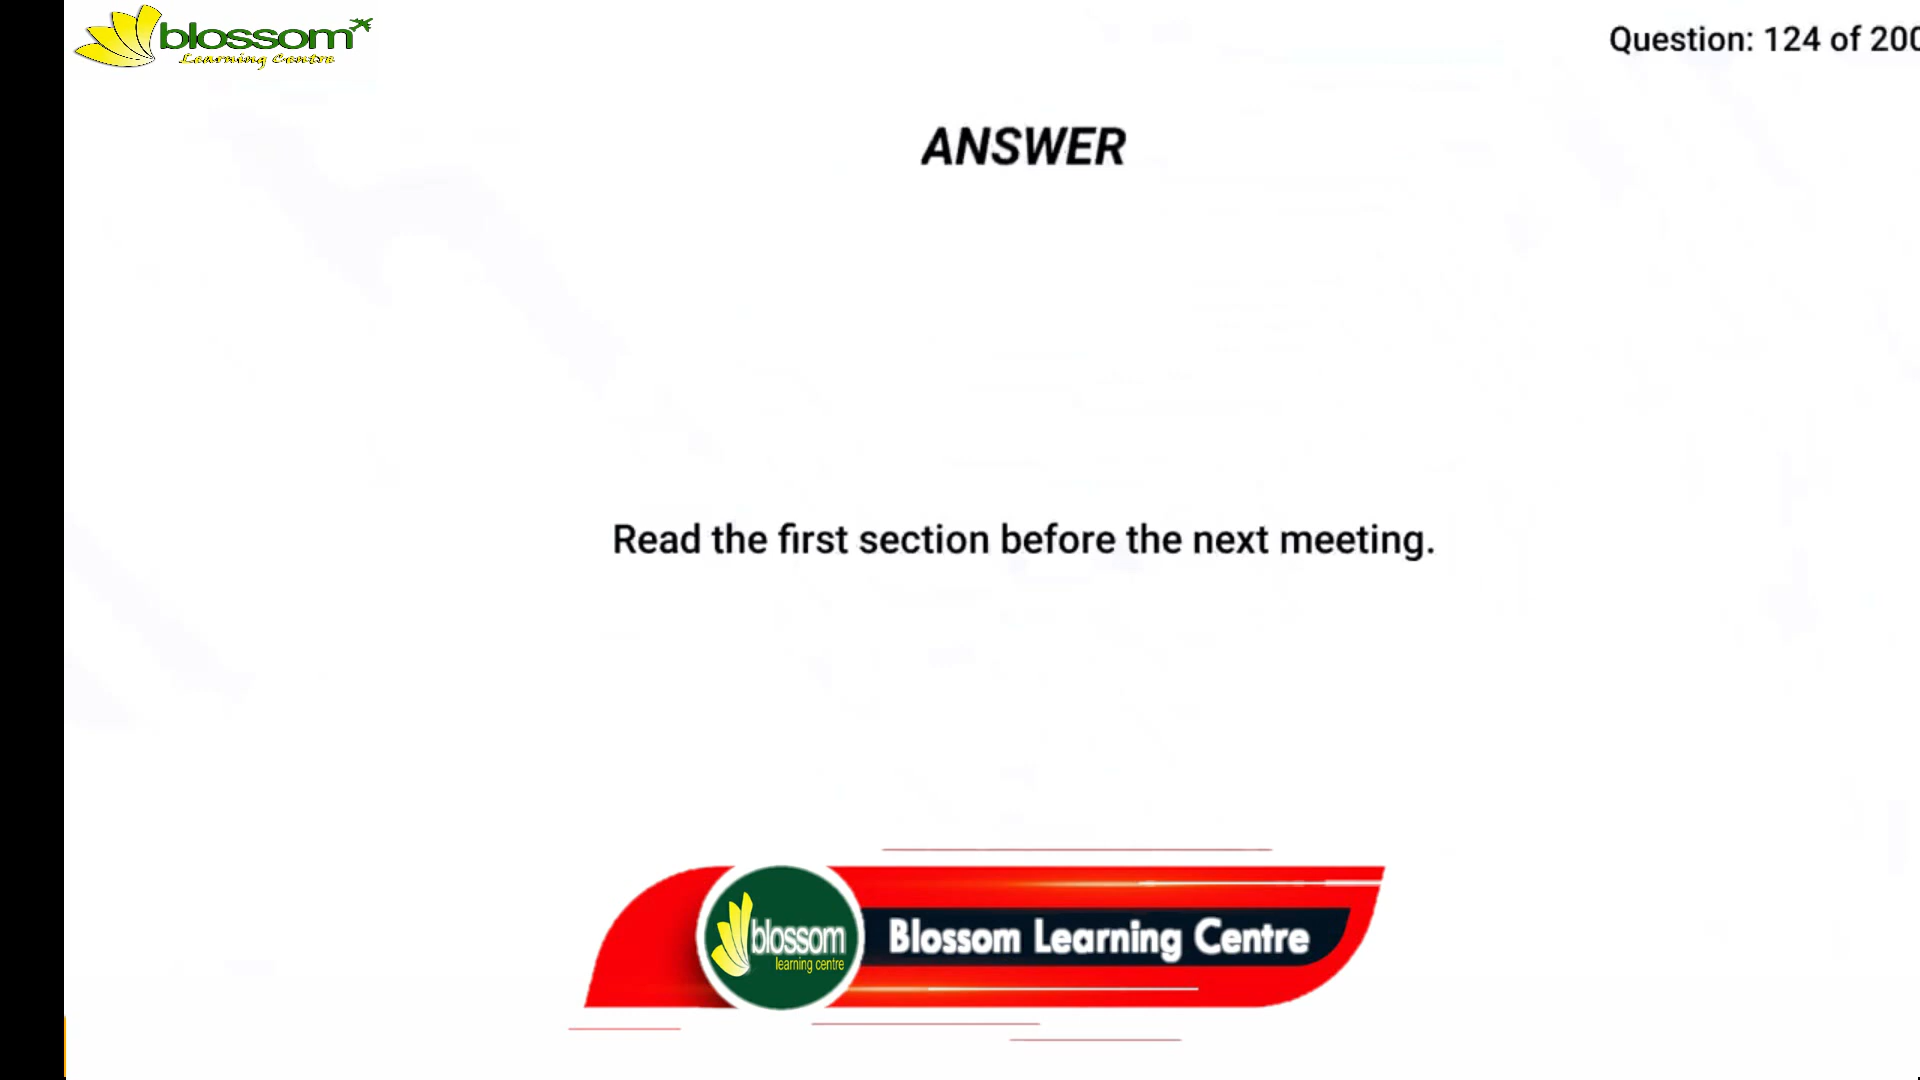 blossom
Learning Centre
Question: 124 of 200
ANSWER
Read the first section before the next meeting.
blossom
learning centre
Blossom Learning Centre